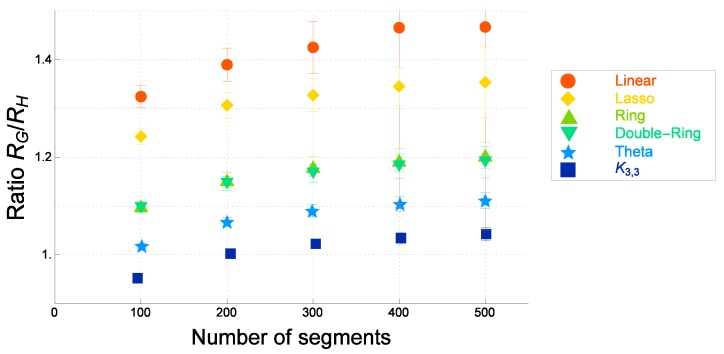 1.4
1.2
1.
Ratio R_G/R_H
0 100 200 300 400 500
Number of segments
Linear
Lasso
Ring
Double−Ring
Theta
K_3,3